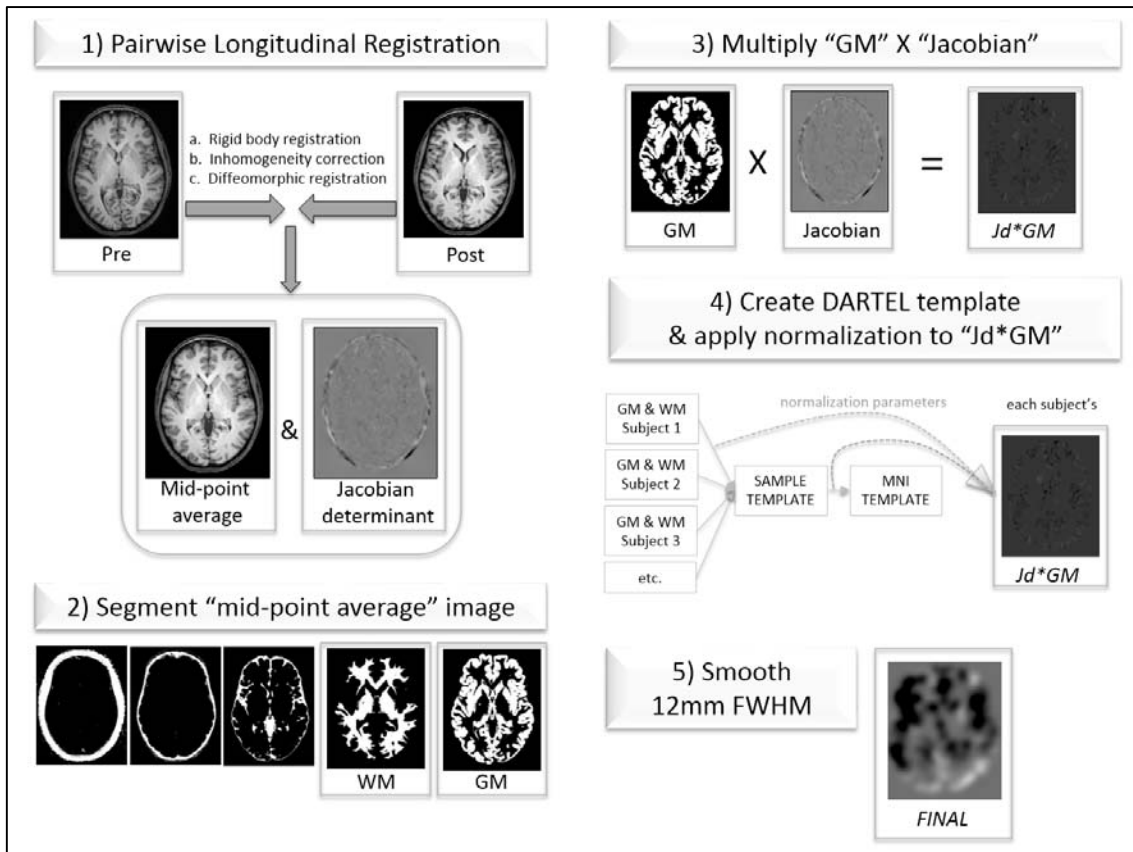 1) Pairwise Longitudinal Registration
a. Rigid body registration
b. Inhomogeneity correction
c. Diffeomorphic registration
Pre
Post
Mid-point
average
&
Jacobian
determinant
2) Segment “mid-point average” image
WM
GM
3) Multiply “GM” X “Jacobian”
X
=
GM
Jacobian
Jd*GM
4) Create DARTEL template
& apply normalization to “Jd*GM”
normalization parameters
each subject's
GM & WM
Subject 1
GM & WM
Subject 2
GM & WM
Subject 3
etc.
SAMPLE
TEMPLATE
MNI
TEMPLATE
Jd*GM
5) Smooth
12mm FWHM
FINAL